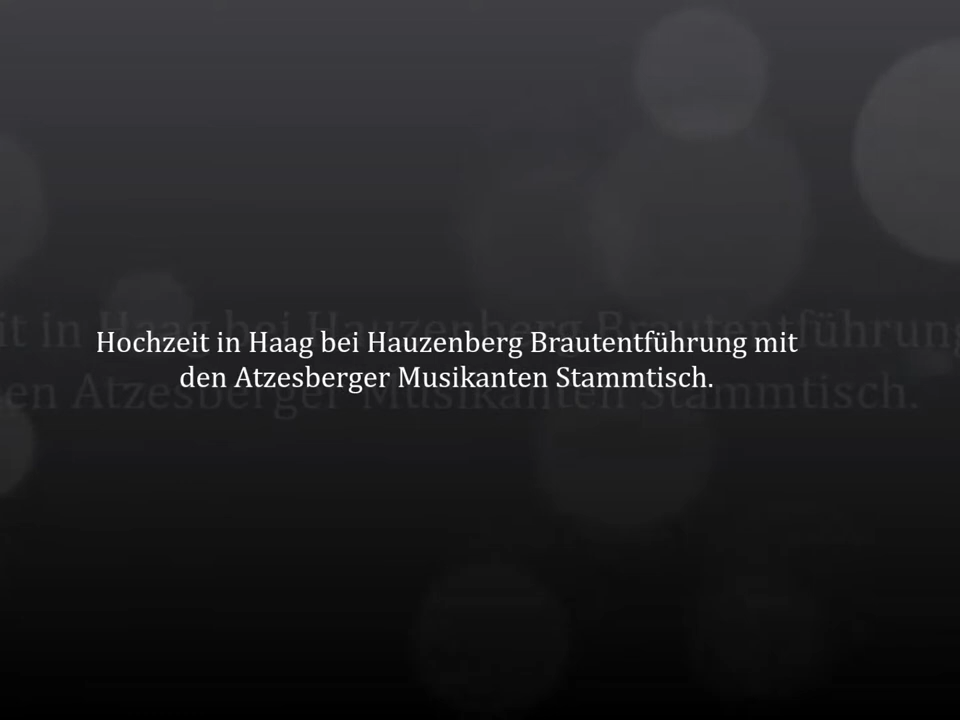 Hochzeit in Haag bei Hauzenberg Brautentführung mit
den Atzesberger Musikanten Stammtisch.